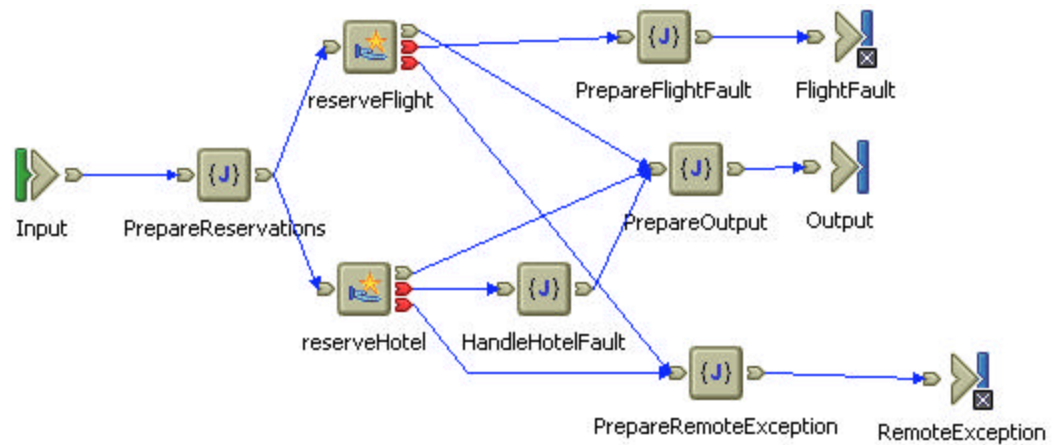 reserveFlight
PrepareFlightFault
FlightFault
{J}
{J}
{J}
Input
PrepareReservations
PrepareOutput
Output
{J}
reserveHotel
HandleHotelFault
{J}
PrepareRemoteException
RemoteException